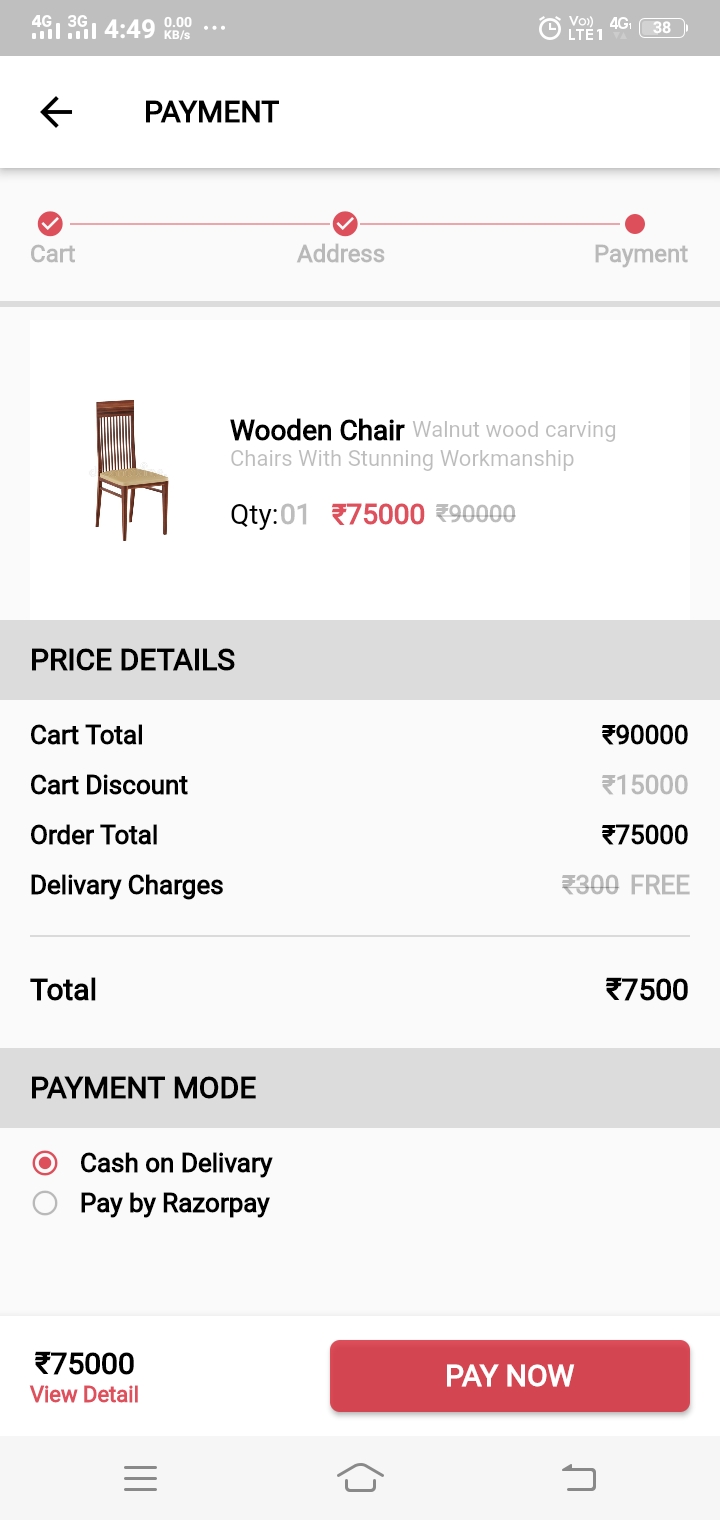 4G 3G 4:49 0.00 KB/s ... Vo)) LTE1 4G 38
PAYMENT
Cart Address Payment
Wooden Chair Walnut wood carving
Chairs With Stunning Workmanship
Qty:01 ₹75000 ₹90000
PRICE DETAILS
Cart Total ₹90000
Cart Discount ₹15000
Order Total ₹75000
Delivary Charges ₹300 FREE
Total ₹7500
PAYMENT MODE
Cash on Delivary
Pay by Razorpay
₹75000
View Detail
PAY NOW